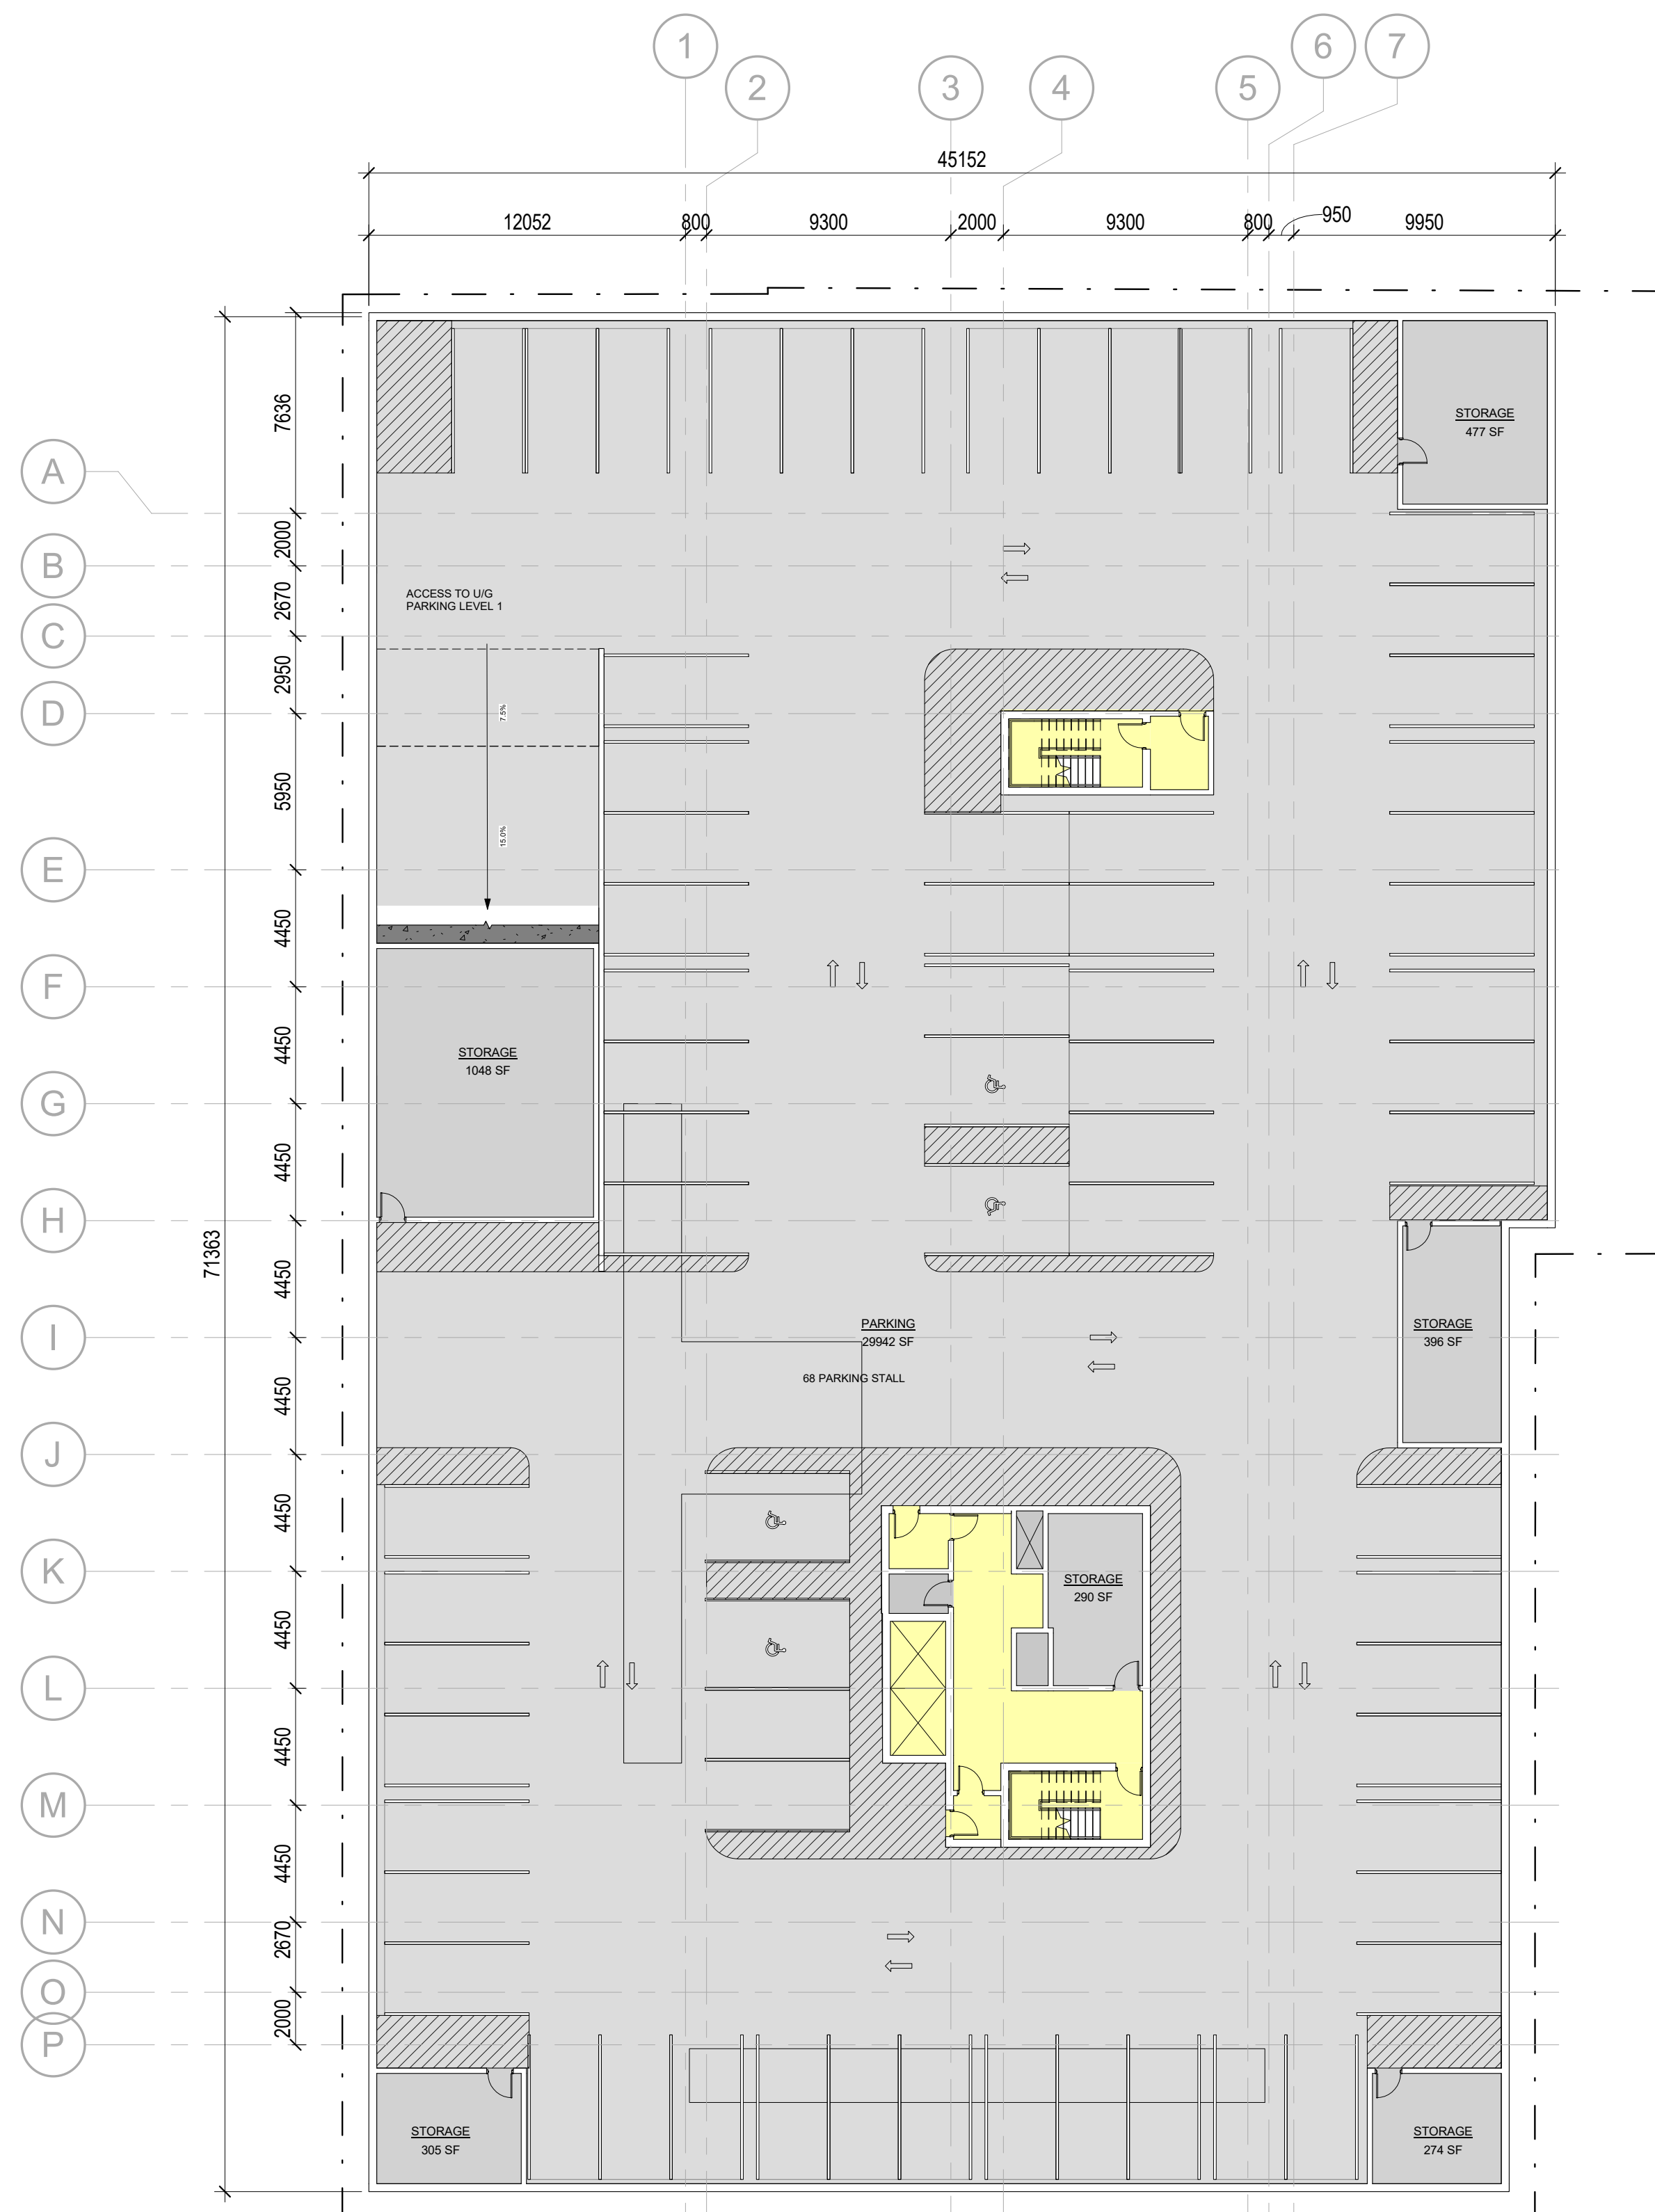 1
2
3
4
5
6
7
45152
12052
800
9300
2000
9300
800
950
9950
7636
2000
2670
2950
5950
4450
4450
4450
4450
4450
4450
4450
4450
4450
2670
2000
71363
A
B
C
D
E
F
G
H
I
J
K
L
M
N
O
P
STORAGE
477 SF
ACCESS TO U/G
PARKING LEVEL 1
7.5%
15.0%
STORAGE
1048 SF
PARKING
29942 SF
68 PARKING STALL
STORAGE
396 SF
STORAGE
290 SF
STORAGE
305 SF
STORAGE
274 SF